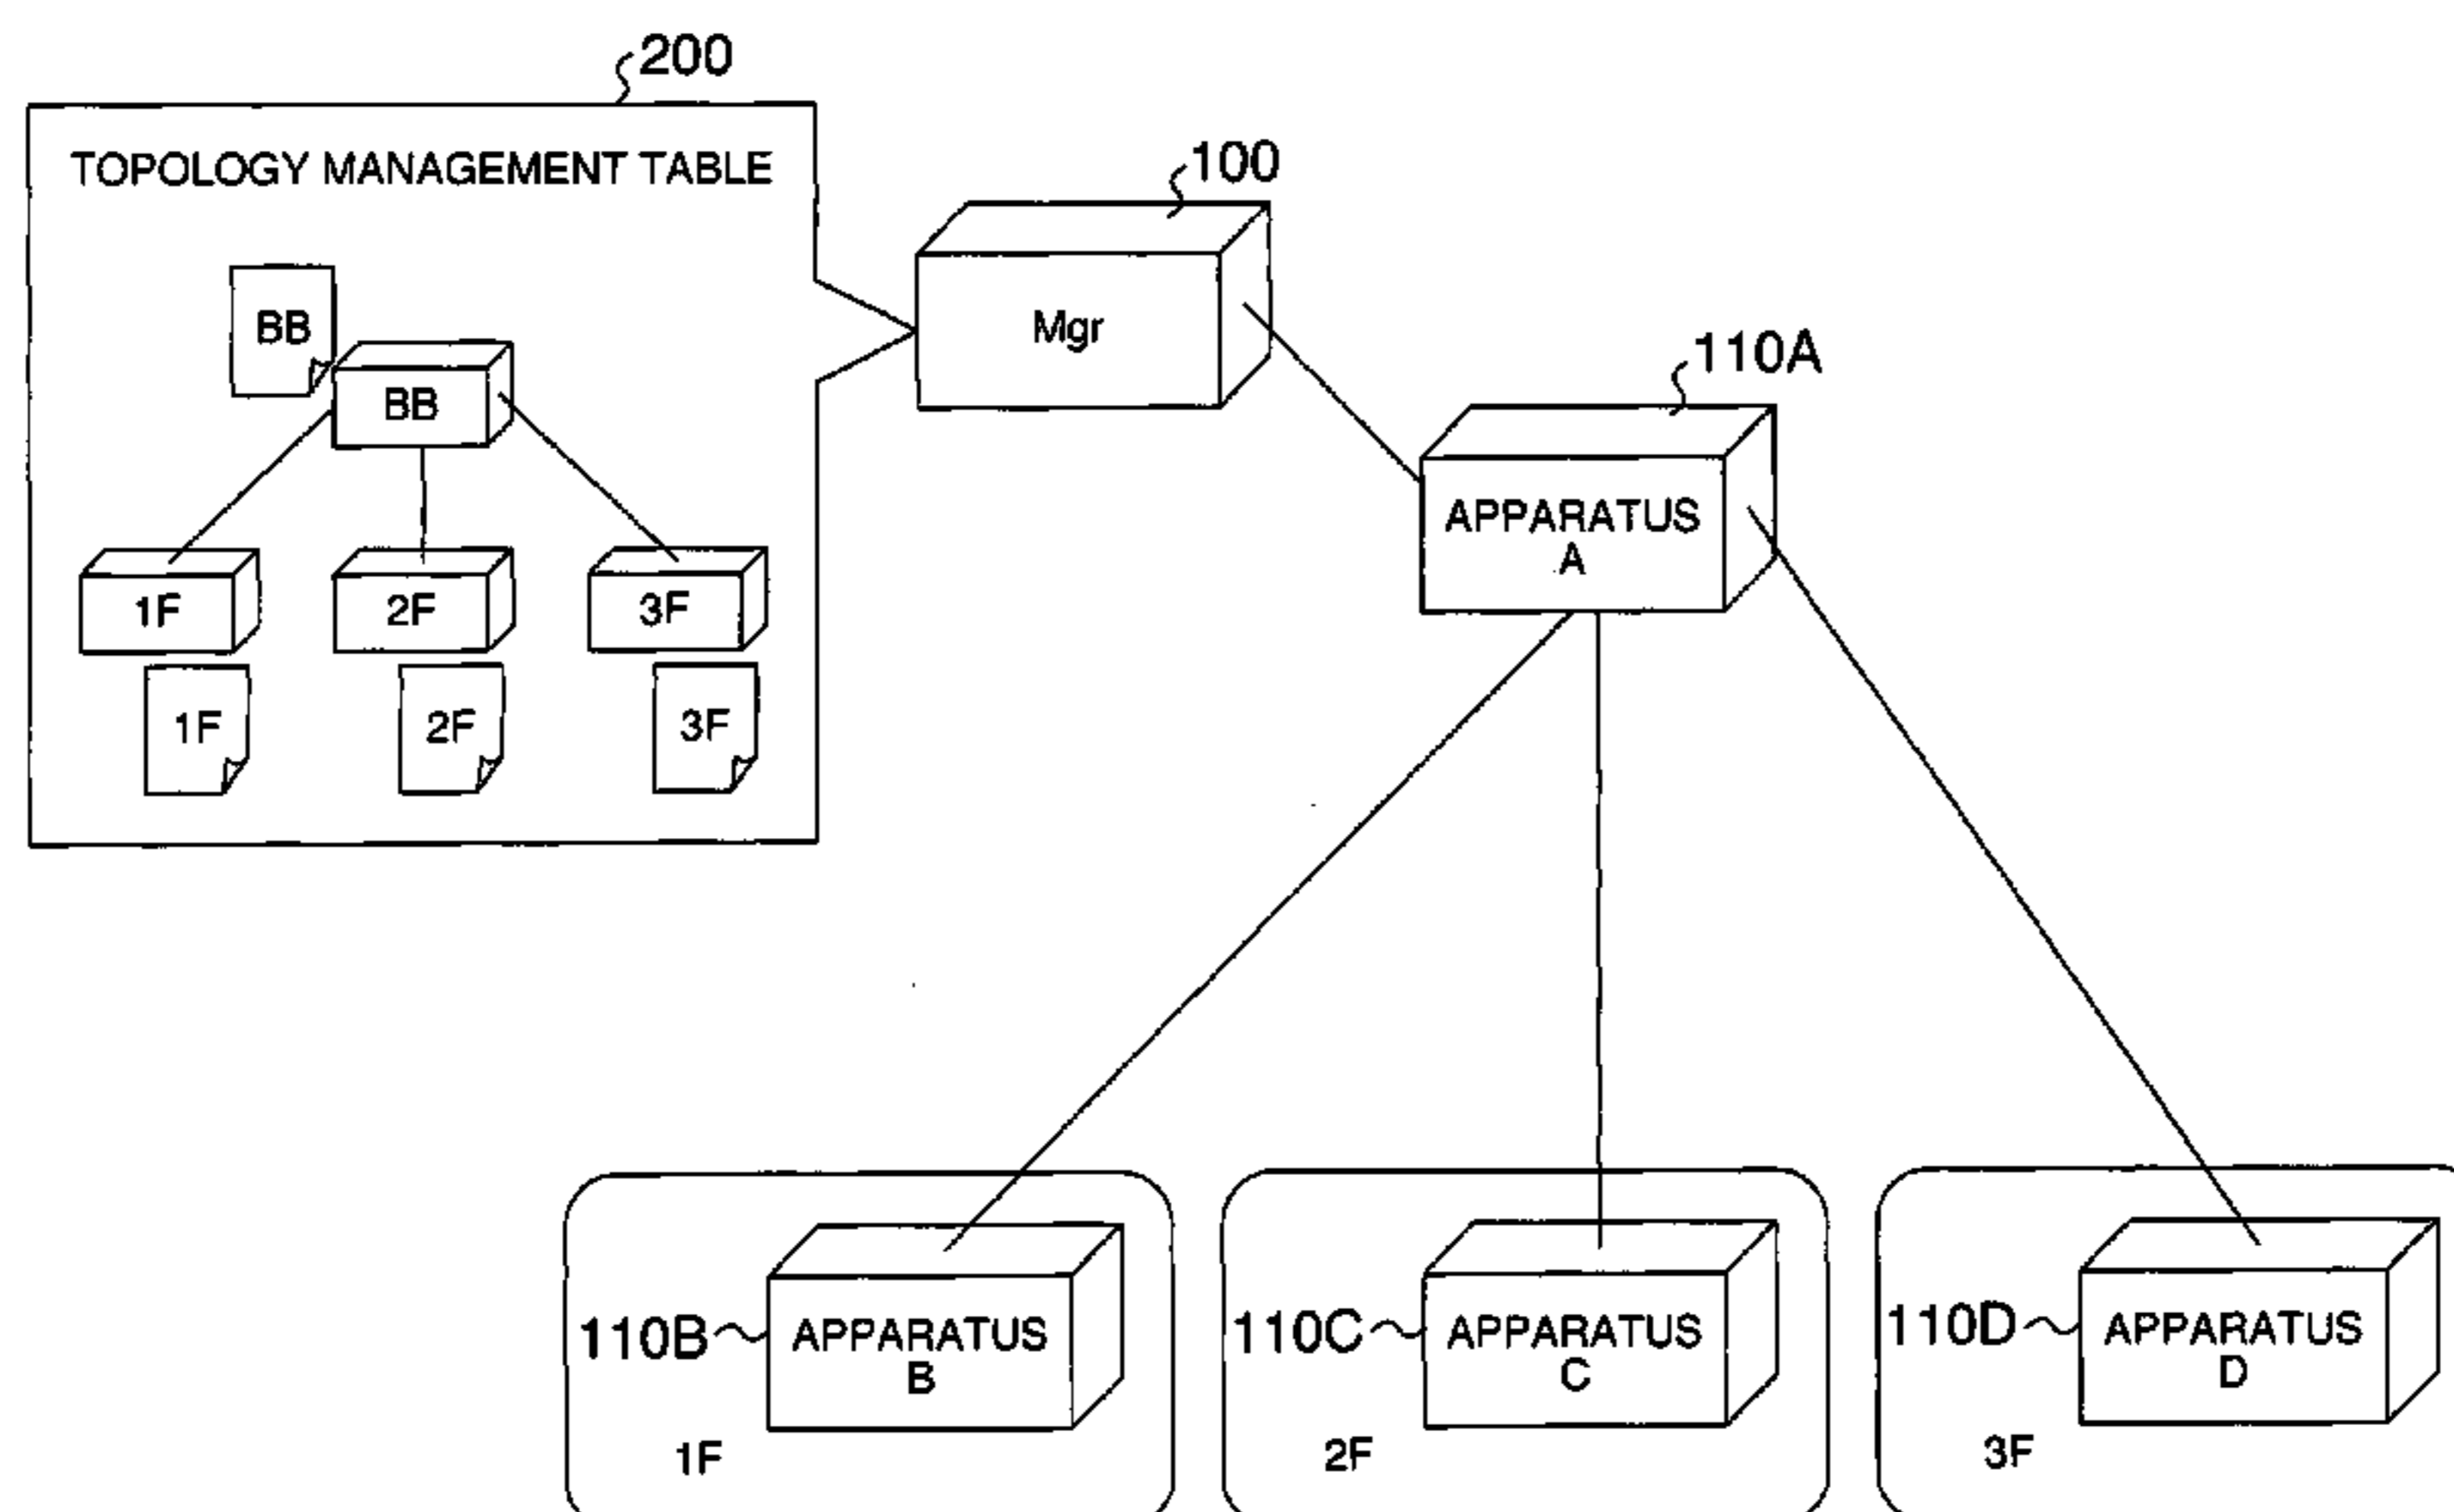 200
TOPOLOGY MANAGEMENT TABLE
BB
BB
1F
2F
3F
1F
2F
3F
100
Mgr
110A
APPARATUS
A
110B
APPARATUS
B
1F
110C
APPARATUS
C
2F
110D
APPARATUS
D
3F